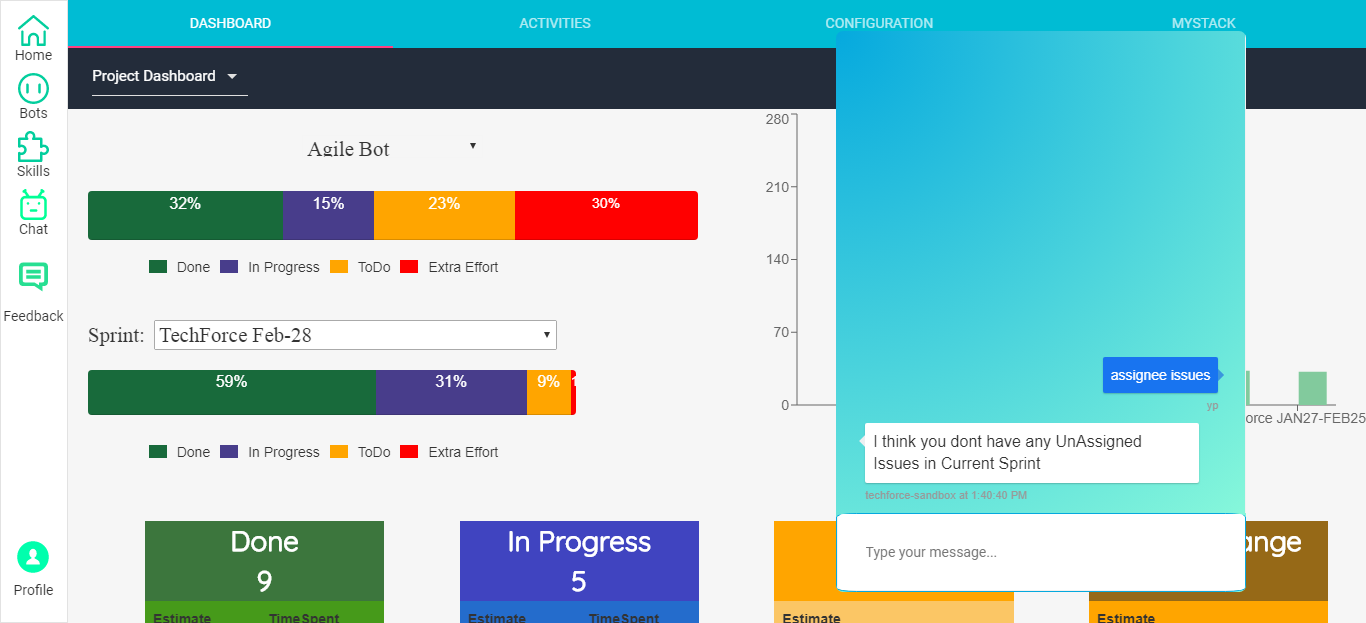 DASHBOARD
ACTIVITIES
CONFIGURATION
MYSTACK
Home
Bots
Skills
Chat
Feedback
Profile
Project Dashboard
Agile Bot
32%
15%
23%
30%
Done
In Progress
ToDo
Extra Effort
Sprint:
TechForce Feb-28
59%
31%
9%
1
Done
In Progress
ToDo
Extra Effort
280
210
140
70
0
orce JAN27-FEB25
assignee issues
yp
I think you dont have any UnAssigned
Issues in Current Sprint
techforce-sandbox at 1:40:40 PM
Type your message...
Done
9
Estimate
TimeSpent
In Progress
5
Estimate
TimeSpent
Estimate
ange
Estimate